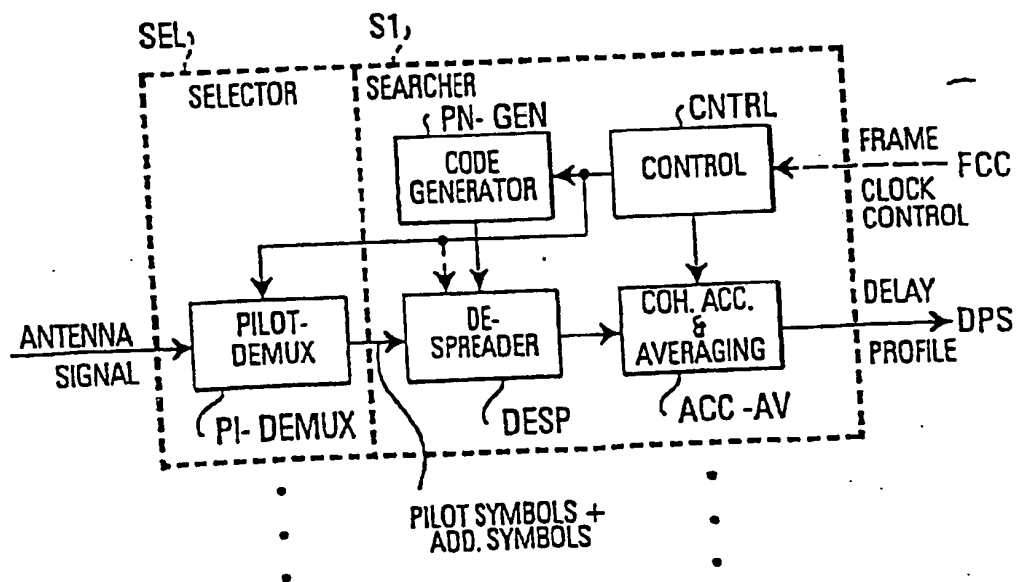 SEL
S1
SELECTOR
SEARCHER
PN- GEN
CODE
GENERATOR
CNTRL
CONTROL
FRAME
FCC
CLOCK
CONTROL
ANTENNA
SIGNAL
PILOT-
DEMUX
DE-
SPREADER
COH. ACC.
&
AVERAGING
DELAY
DPS
PROFILE
PI- DEMUX
DESP
ACC -AV
PILOT SYMBOLS +
ADD. SYMBOLS